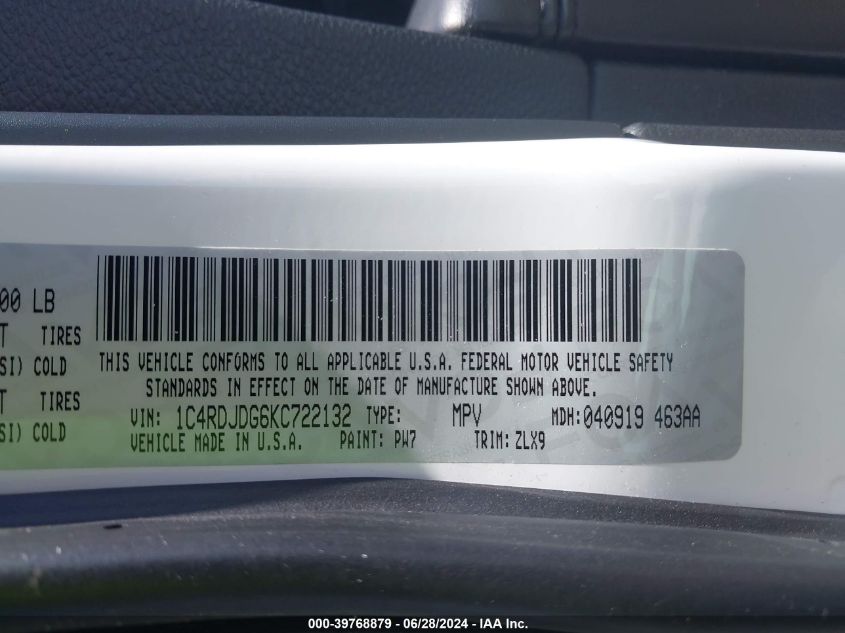 00 LB
T TIRES
SI) COLD
T TIRES
SI) COLD
THIS VEHICLE CONFORMS TO ALL APPLICABLE U.S.A. FEDERAL MOTOR VEHICLE SAFETY
STANDARDS IN EFFECT ON THE DATE OF MANUFACTURE SHOWN ABOVE.
VIN: 1C4RDJDG6KC722132 TYPE: MPV MDH:040919 463AA
VEHICLE MADE IN U.S.A. PAINT: PW7 TRIM:ZLX9
000-39768879 - 06/28/2024 - IAA Inc.